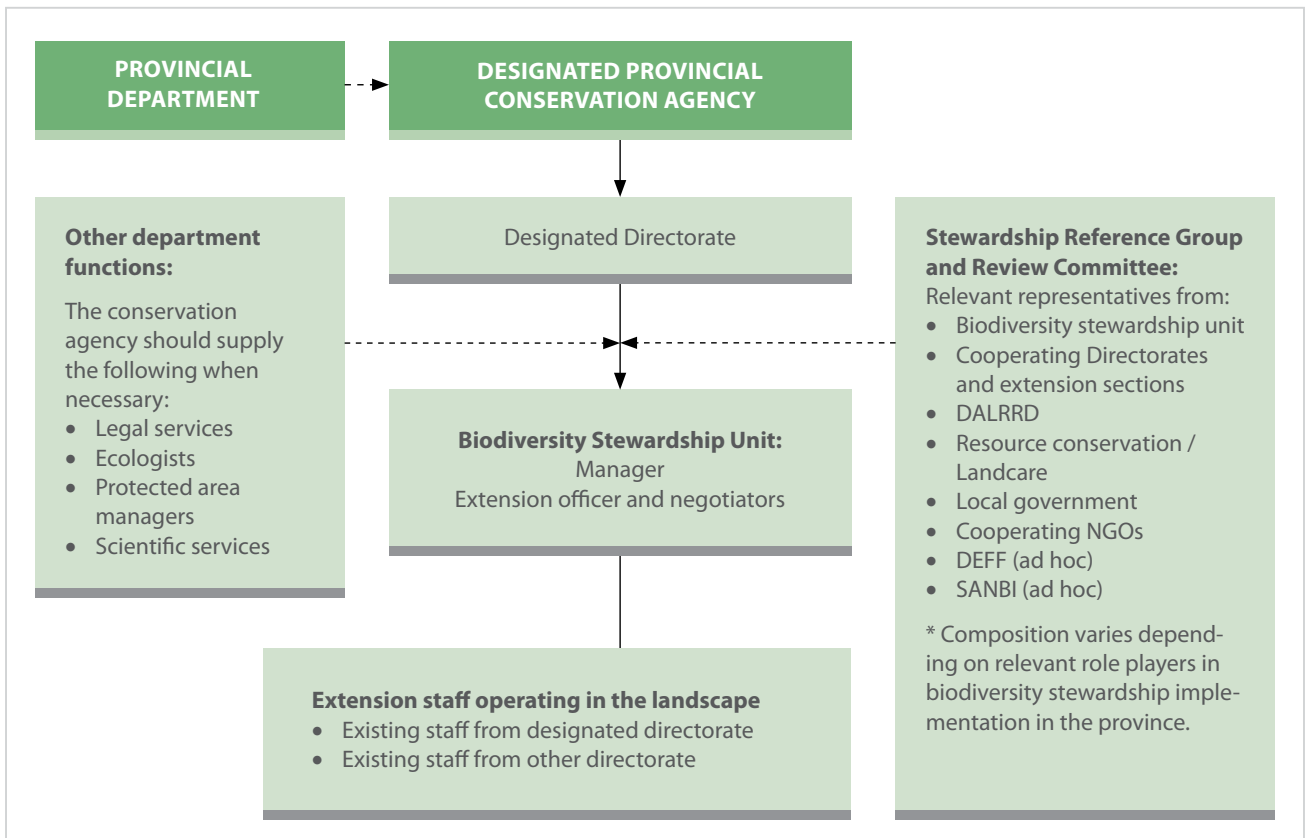 PROVINCIAL
DEPARTMENT
DESIGNATED PROVINCIAL
CONSERVATION AGENCY
Other department
functions:
The conservation
agency should supply
the following when
necessary:
• Legal services
• Ecologists
• Protected area
managers
• Scientific services
Designated Directorate
Biodiversity Stewardship Unit:
Manager
Extension officer and negotiators
Stewardship Reference Group
and Review Committee:
Relevant representatives from:
• Biodiversity stewardship unit
• Cooperating Directorates
and extension sections
• DALRRD
• Resource conservation /
Landcare
• Local government
• Cooperating NGOs
• DEFF (ad hoc)
• SANBI (ad hoc)
* Composition varies depend-
ing on relevant role players in
biodiversity stewardship imple-
mentation in the province.
Extension staff operating in the landscape
• Existing staff from designated directorate
• Existing staff from other directorate